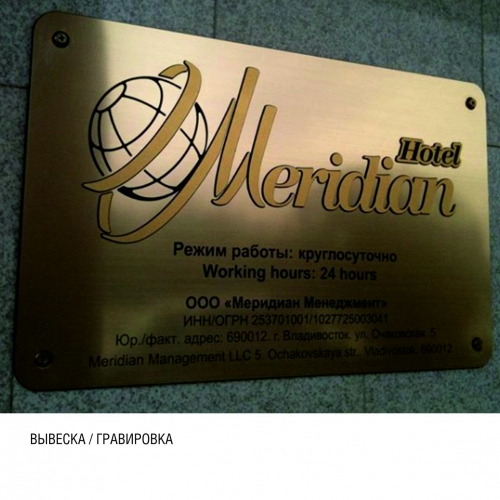 Meridian
Hotel
Режим работы: круглосуточно
Working hours: 24 hours
ООО «Меридиан Менеджмент»
ИНН/ОГРН 253701001/1027725003041
Юр./факт. адрес: 690012. г. Владивосток. ул. Очаковская. 5
Meridian Management LLC 5. Ochakovskaya str.. Vladivostok. 690012
ВЫВЕСКА / ГРАВИРОВКА